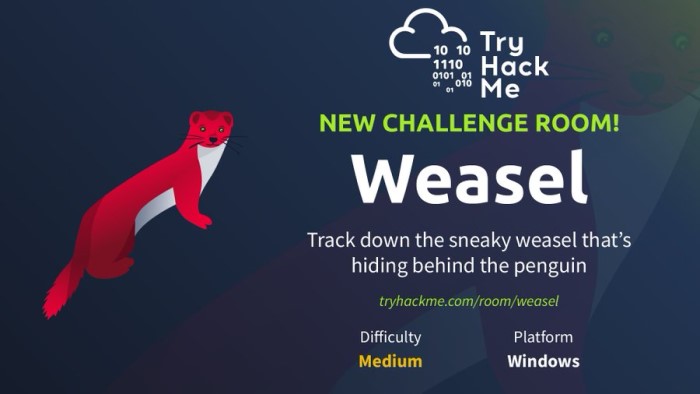 10 10
1110
0101 01
01 010
01
Try
Hack
Me
NEW CHALLENGE ROOM!
Weasel
Track down the sneaky weasel that's
hiding behind the penguin
tryhackme.com/room/weasel
Difficulty Platform
Medium Windows